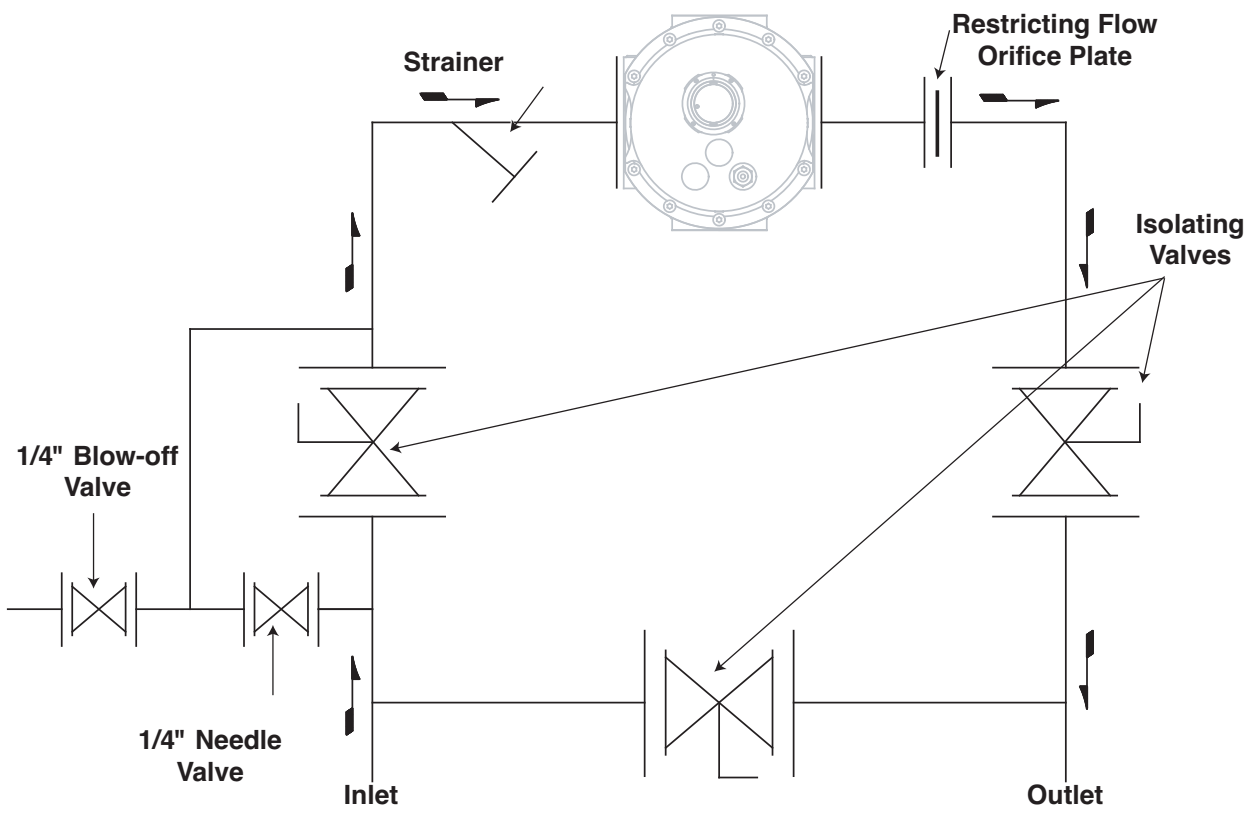 Restricting Flow
Orifice Plate
Strainer
Isolating
Valves
1/4" Blow-off
Valve
1/4" Needle
Valve
Inlet
Outlet